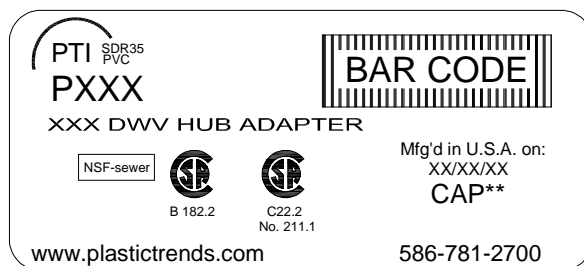 PTI SDR35
PVC
PXXX
BAR CODE
XXX DWV HUB ADAPTER
NSF-sewer
B 182.2
C22.2
No. 211.1
Mfg'd in U.S.A. on:
XX/XX/XX
CAP**
www.plastictrends.com
586-781-2700